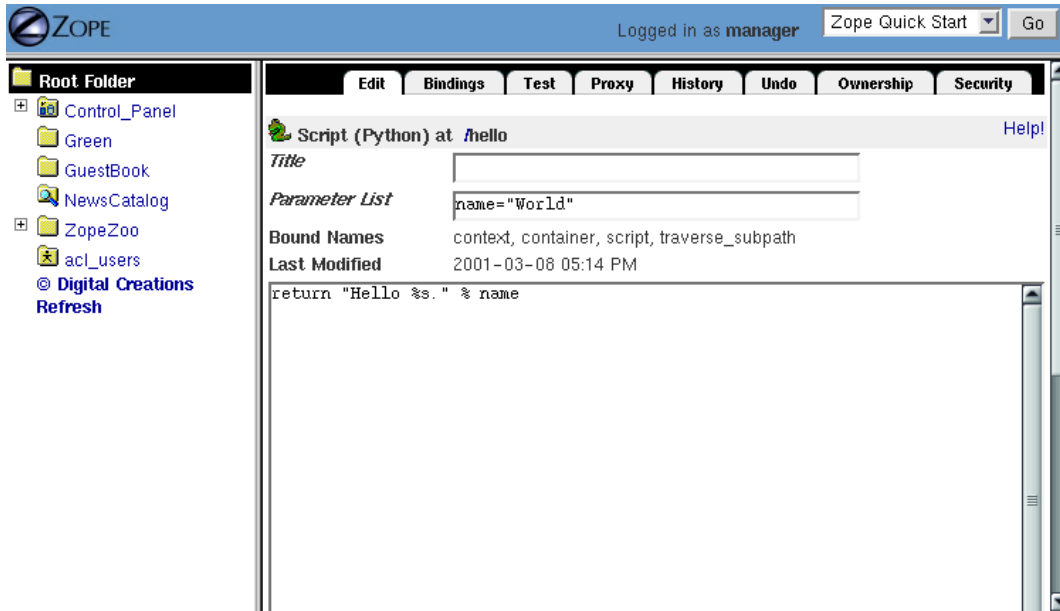 ZOPE
Logged in as manager
Zope Quick Start
Go
Root Folder
Control_Panel
Green
GuestBook
NewsCatalog
ZopeZoo
acl_users
© Digital Creations
Refresh
Edit Bindings Test Proxy History Undo Ownership Security
Script (Python) at /hello
Help!
Title
Parameter List name="World"
Bound Names context, container, script, traverse_subpath
Last Modified 2001-03-08 05:14 PM
return "Hello %s." % name